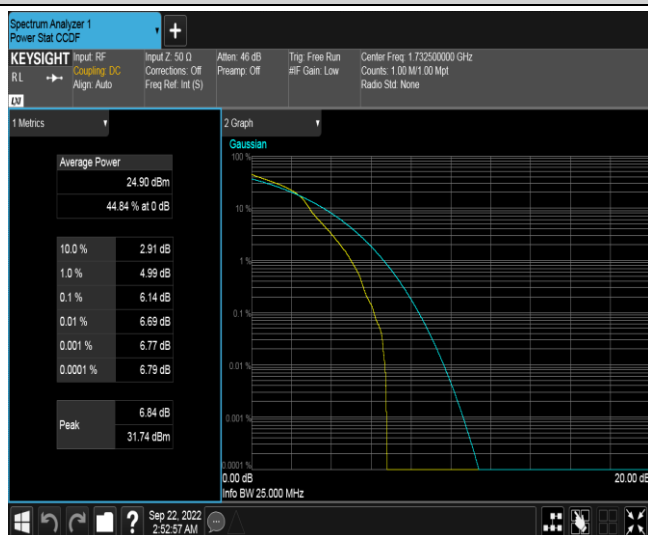 Spectrum Analyzer 1
Power Stat CCDF
KEYSIGHT
RL
LXI
Input: RF
Coupling: DC
Align: Auto
Input Z: 50 Ω
Corrections: Off
Freq Ref: Int (S)
Atten: 46 dB
Preamp: Off
Trig: Free Run
#IF Gain: Low
Center Freq: 1.732500000 GHz
Counts: 1.00 M/1.00 Mpt
Radio Std: None
1 Metrics
Average Power
24.90 dBm
44.84 % at 0 dB
10.0 % 2.91 dB
1.0 % 4.99 dB
0.1 % 6.14 dB
0.01 % 6.69 dB
0.001 % 6.77 dB
0.0001 % 6.79 dB
Peak
6.84 dB
31.74 dBm
2 Graph
Gaussian
100 %
10 %
1 %
0.1 %
0.01 %
0.001 %
0.0001 %
0.00 dB 20.00 dB
Info BW 25.000 MHz
Sep 22, 2022
2:52:57 AM